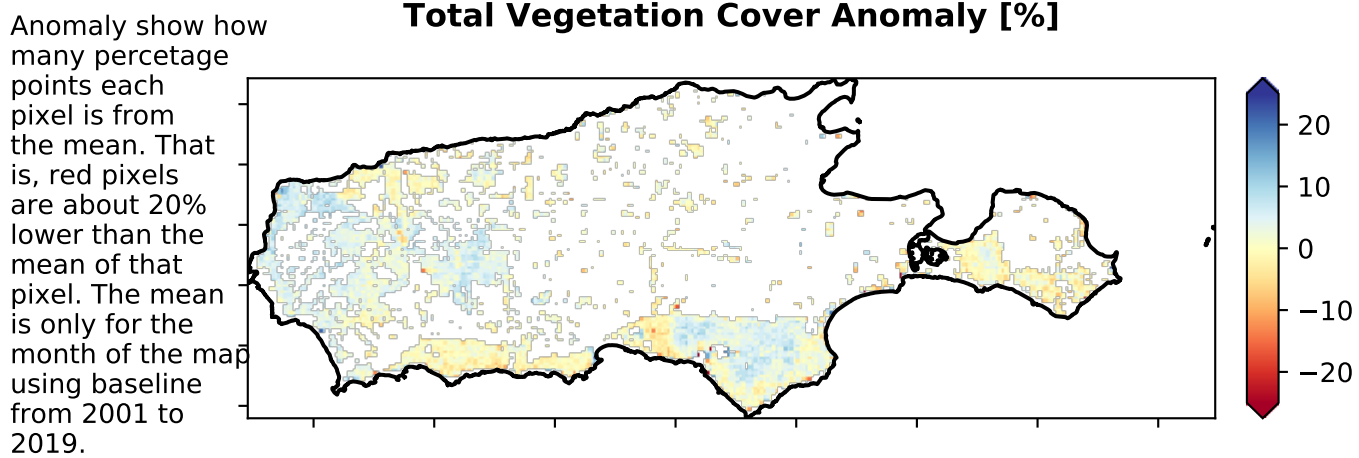 Total Vegetation Cover Anomaly [%]
Anomaly show how
many percetage
points each
pixel is from
the mean. That
is, red pixels
are about 20%
lower than the
mean of that
pixel. The mean
is only for the
month of the map
using baseline
from 2001 to
2019.
20
10
0
−10
−20